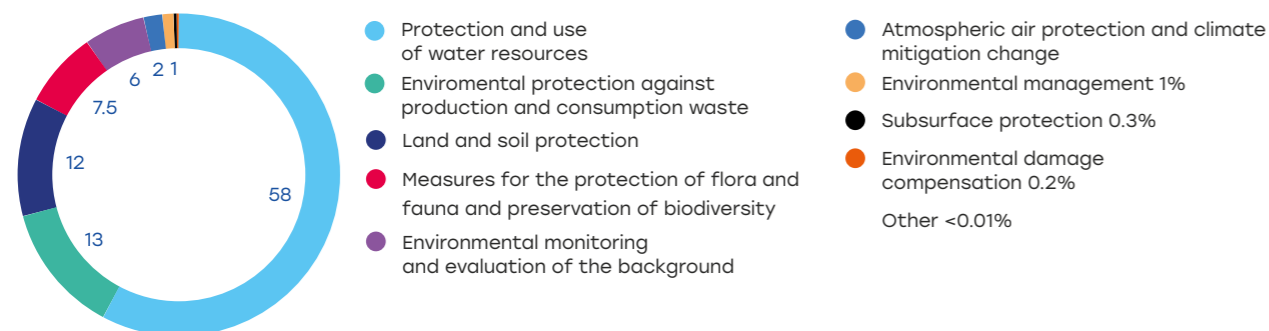 58
13
12
7.5
6
2
1
Protection and use
of water resources
Enviromental protection against
production and consumption waste
Land and soil protection
Measures for the protection of flora and
fauna and preservation of biodiversity
Environmental monitoring
and evaluation of the background
Atmospheric air protection and climate
mitigation change
Environmental management 1%
Subsurface protection 0.3%
Environmental damage
compensation 0.2%
Other <0.01%